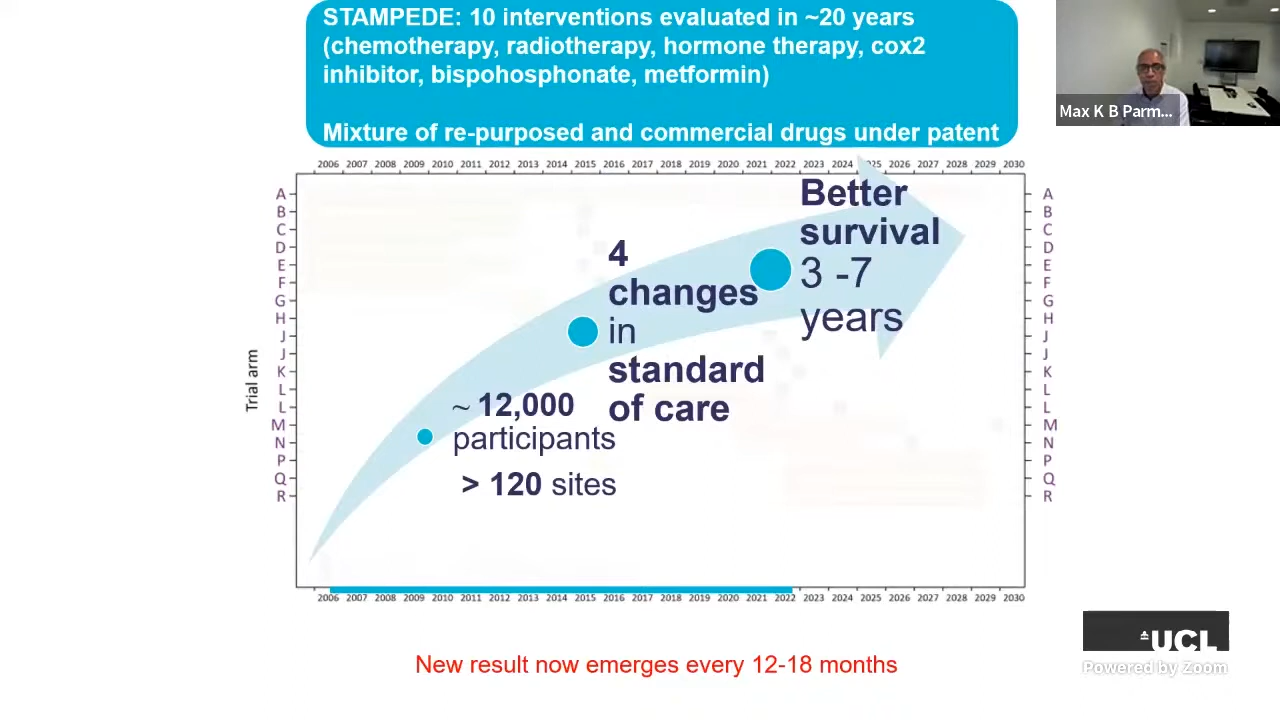 STAMPEDE: 10 interventions evaluated in ~20 years
(chemotherapy, radiotherapy, hormone therapy, cox2
inhibitor, bispohosphonate, metformin)
Mixture of re-purposed and commercial drugs under patent
Max K B Parm...
2006 2007 2008 2009 2010 2011 2012 2013 2014 2015 2016 2017 2018 2019 2020 2021 2022 2023 2024 2025 2026 2027 2028 2029 2030
Trial arm
A
B
C
D
E
F
G
H
J
J
K
L
L
M
N
P
Q
R
Better
survival
3 -7
years
4
changes
in
standard
of care
~ 12,000
participants
> 120 sites
A
B
C
D
E
F
G
H
J
J
K
L
L
M
N
P
Q
R
2006 2007 2008 2009 2010 2011 2012 2013 2014 2015 2016 2017 2018 2019 2020 2021 2022 2023 2024 2025 2026 2027 2028 2029 2030
UCL
Powered by Zoom
New result now emerges every 12-18 months